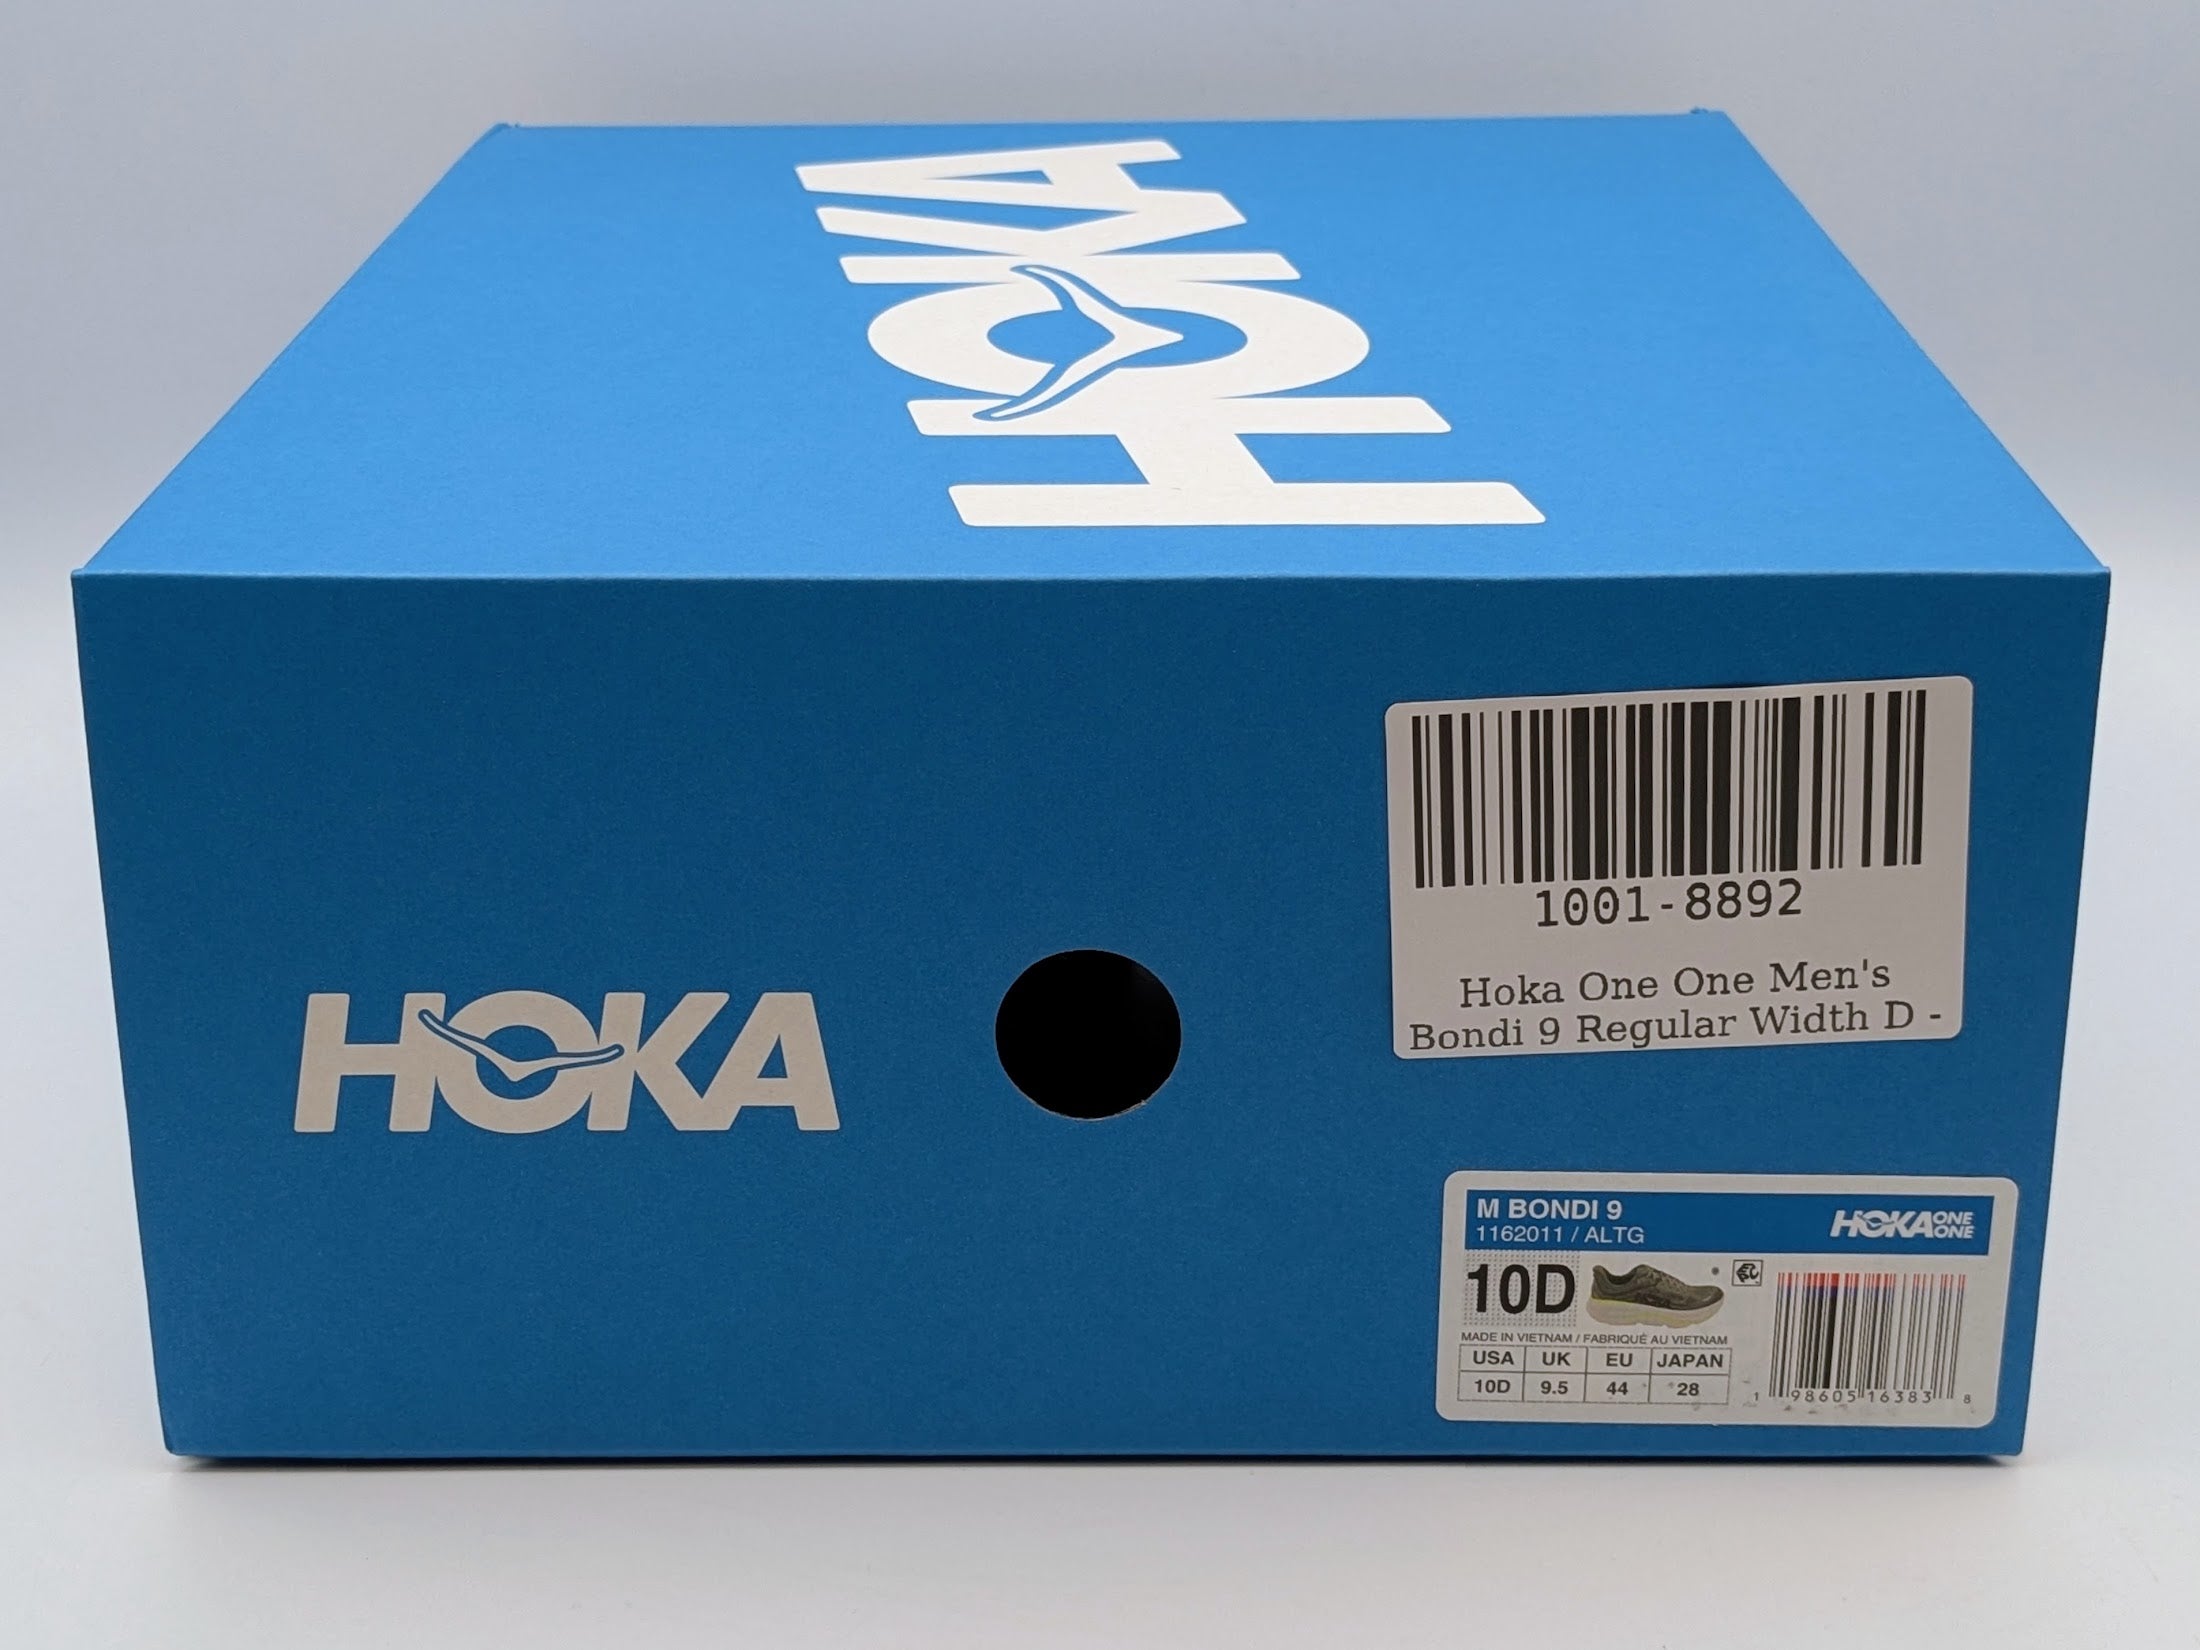 HOKA
HOKA
1001-8892
Hoka One One Men's
Bondi 9 Regular Width D -
M BONDI 9
1162011 / ALTG
HOKA ONE ONE
10D
MADE IN VIETNAM / FABRIQUÉ AU VIETNAM
USA UK EU JAPAN
10D 9.5 44 28
1 98605 16383 8